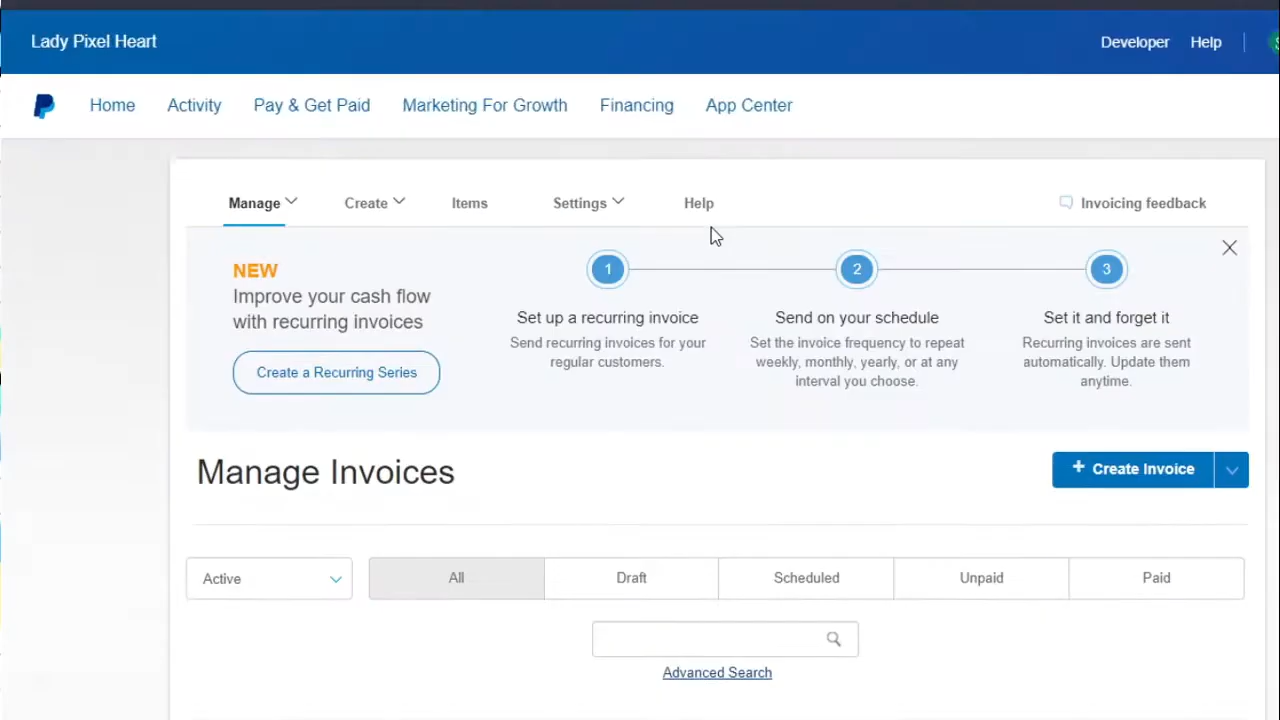 Lady Pixel Heart
Developer
Help
Home
Activity
Pay & Get Paid
Marketing For Growth
Financing
App Center
Manage
Create
Items
Settings
Help
Invoicing feedback
NEW
Improve your cash flow
with recurring invoices
Create a Recurring Series
1
Set up a recurring invoice
Send recurring invoices for your
regular customers.
2
Send on your schedule
Set the invoice frequency to repeat
weekly, monthly, yearly, or at any
interval you choose.
3
Set it and forget it
Recurring invoices are sent
automatically. Update them
anytime.
Manage Invoices
+ Create Invoice
Active
All
Draft
Scheduled
Unpaid
Paid
Advanced Search